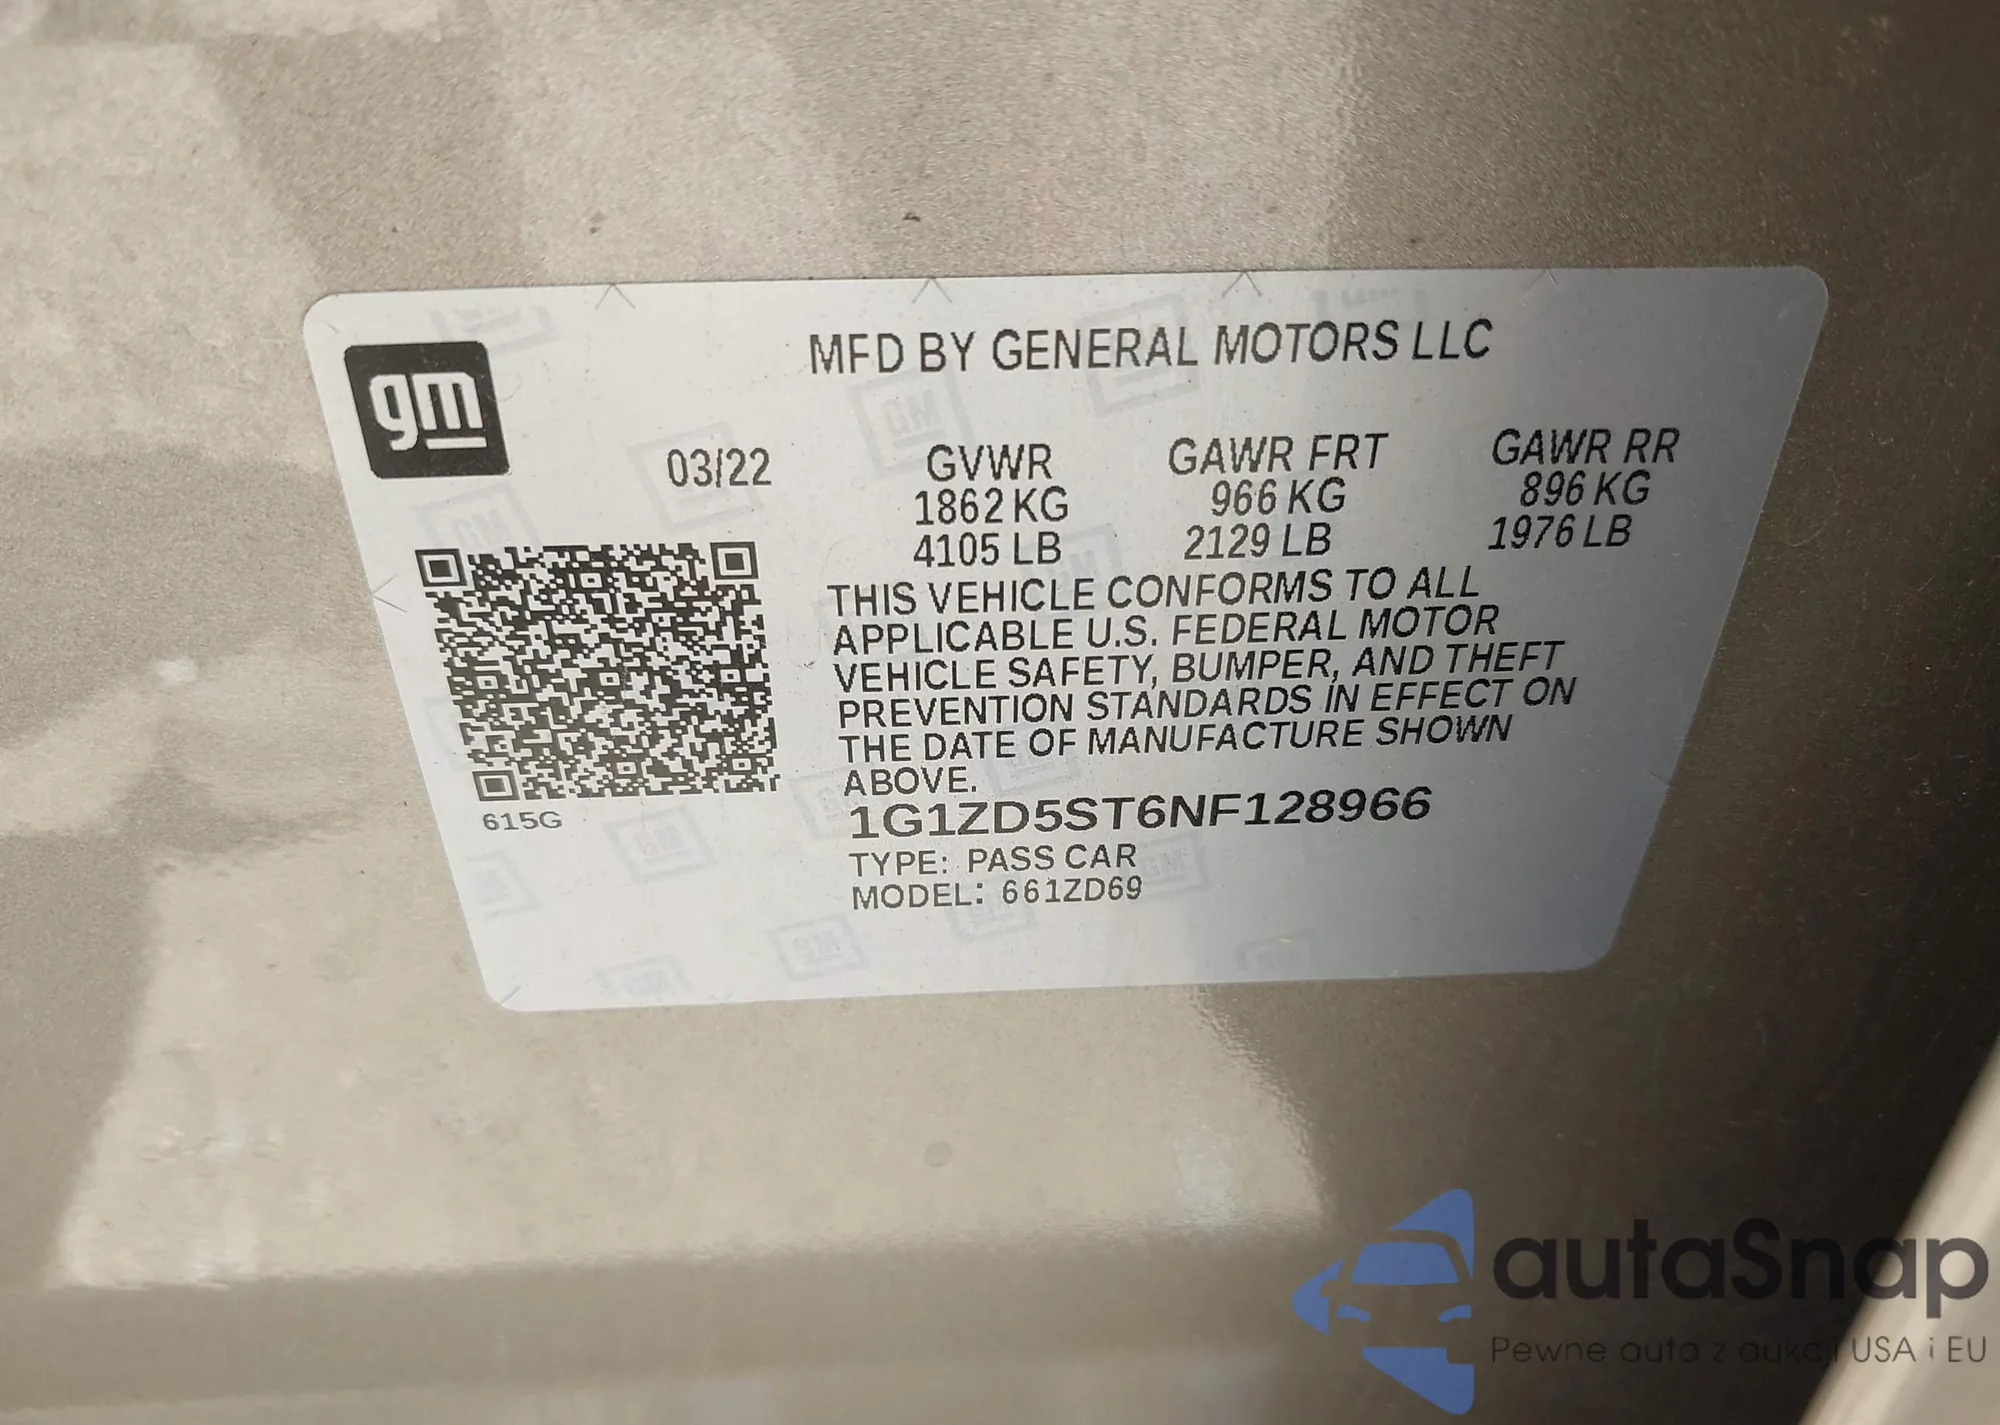 gm
MFD BY GENERAL MOTORS LLC
03/22
GVWR GAWR FRT GAWR RR
1862 KG 966 KG 896 KG
4105 LB 2129 LB 1976 LB
THIS VEHICLE CONFORMS TO ALL
APPLICABLE U.S. FEDERAL MOTOR
VEHICLE SAFETY, BUMPER, AND THEFT
PREVENTION STANDARDS IN EFFECT ON
THE DATE OF MANUFACTURE SHOWN
ABOVE.
615G
1G1ZD5ST6NF128966
TYPE: PASS CAR
MODEL: 661ZD69
autaSnap
Pewne auta z aukcji USA i EU